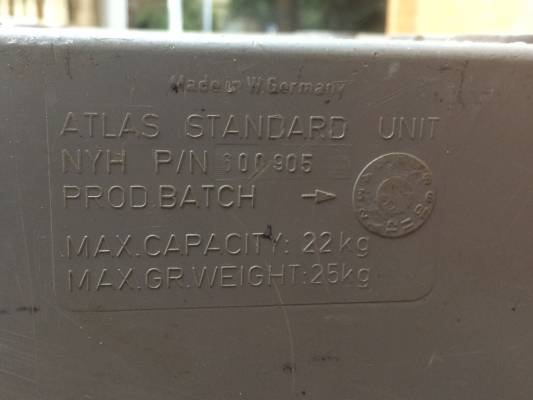 Made in W.Germany
ATLAS STANDARD UNIT
NYH P/N 600905
PROD.BATCH →
MAX.CAPACITY: 22kg
MAX.GR.WEIGHT:25kg